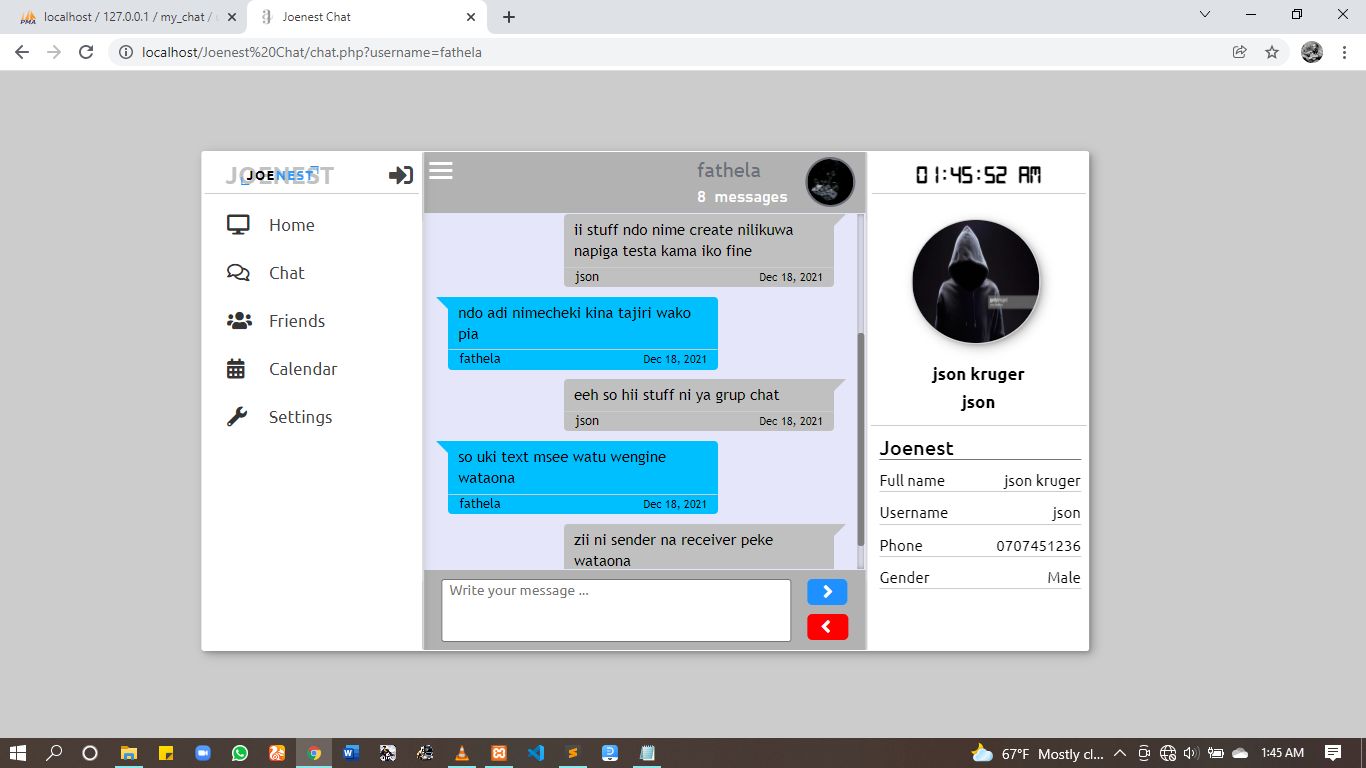 localhost / 127.0.0.1 / my_chat /
Joenest Chat
localhost/Joenest%20Chat/chat.php?username=fathela
JOENEST
JOENEST
Home
Chat
Friends
Calendar
Settings
fathela
8 messages
ii stuff ndo nime create nilikuwa
napiga testa kama iko fine
json Dec 18, 2021
ndo adi nimecheki kina tajiri wako
pia
fathela Dec 18, 2021
eeh so hii stuff ni ya grup chat
json Dec 18, 2021
so uki text msee watu wengine
wataona
fathela Dec 18, 2021
zii ni sender na receiver peke
wataona
Write your message ...
01:45:52 AM
json kruger
json
Joenest
Full name json kruger
Username json
Phone 0707451236
Gender Male
67°F Mostly cl... 1:45 AM